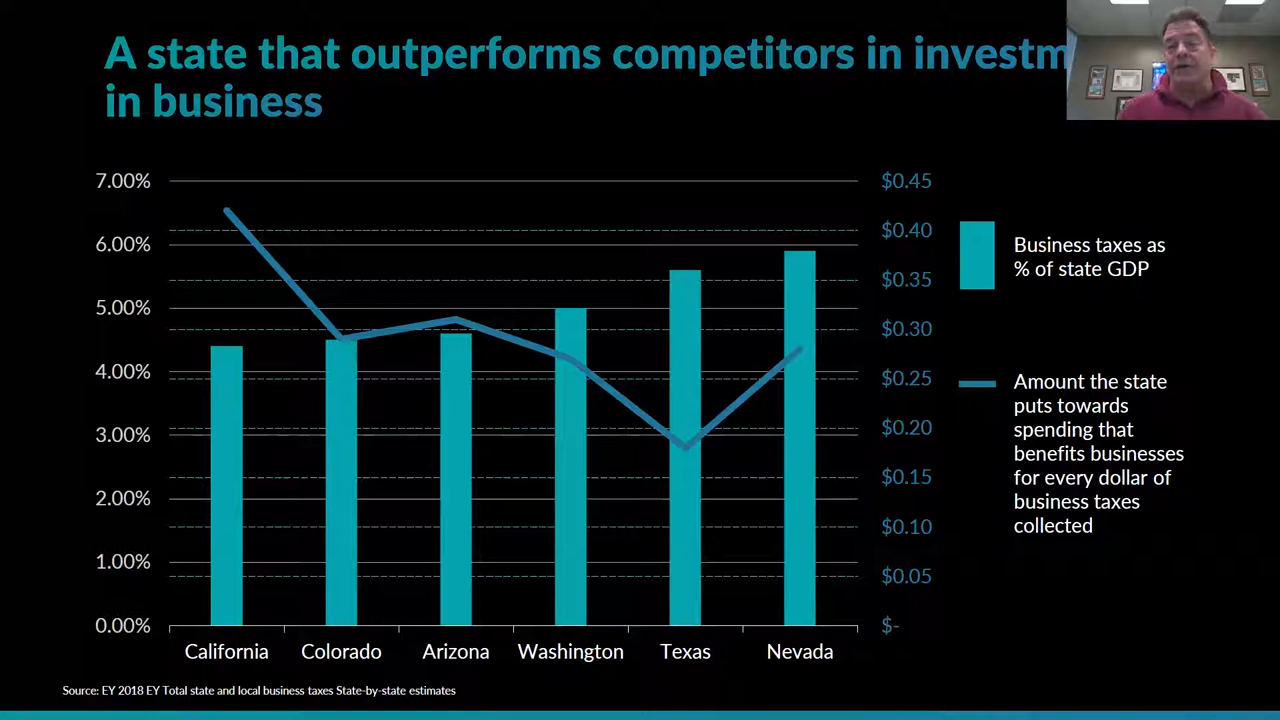 A state that outperforms competitors in investm
in business
7.00%
6.00%
5.00%
4.00%
3.00%
2.00%
1.00%
0.00%
$0.45
$0.40
$0.35
$0.30
$0.25
$0.20
$0.15
$0.10
$0.05
$-
California Colorado Arizona Washington Texas Nevada
Business taxes as
% of state GDP
Amount the state
puts towards
spending that
benefits businesses
for every dollar of
business taxes
collected
Source: EY 2018 EY Total state and local business taxes State-by-state estimates